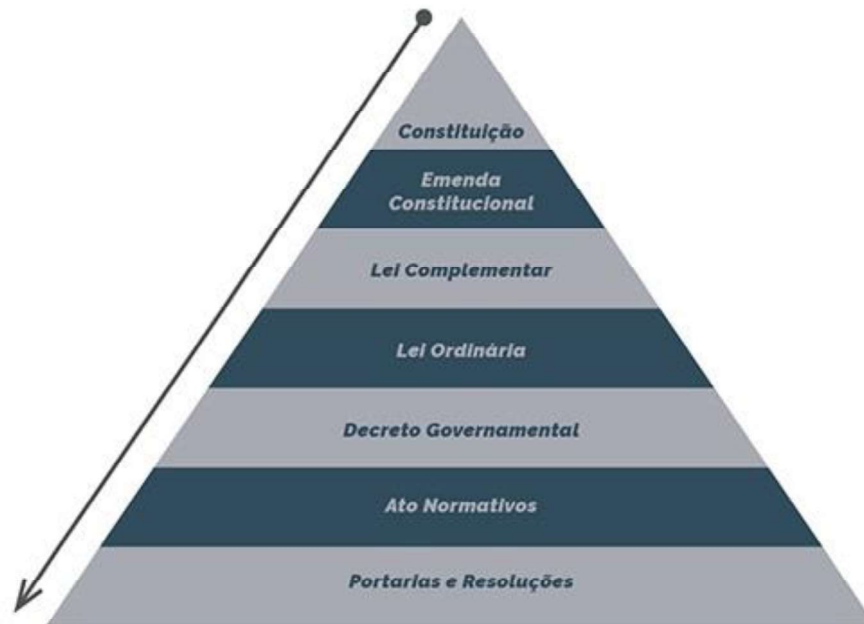 Constituição
Emenda
Constitucional
Lei Complementar
Lei Ordinária
Decreto Governamental
Ato Normativos
Portarias e Resoluções